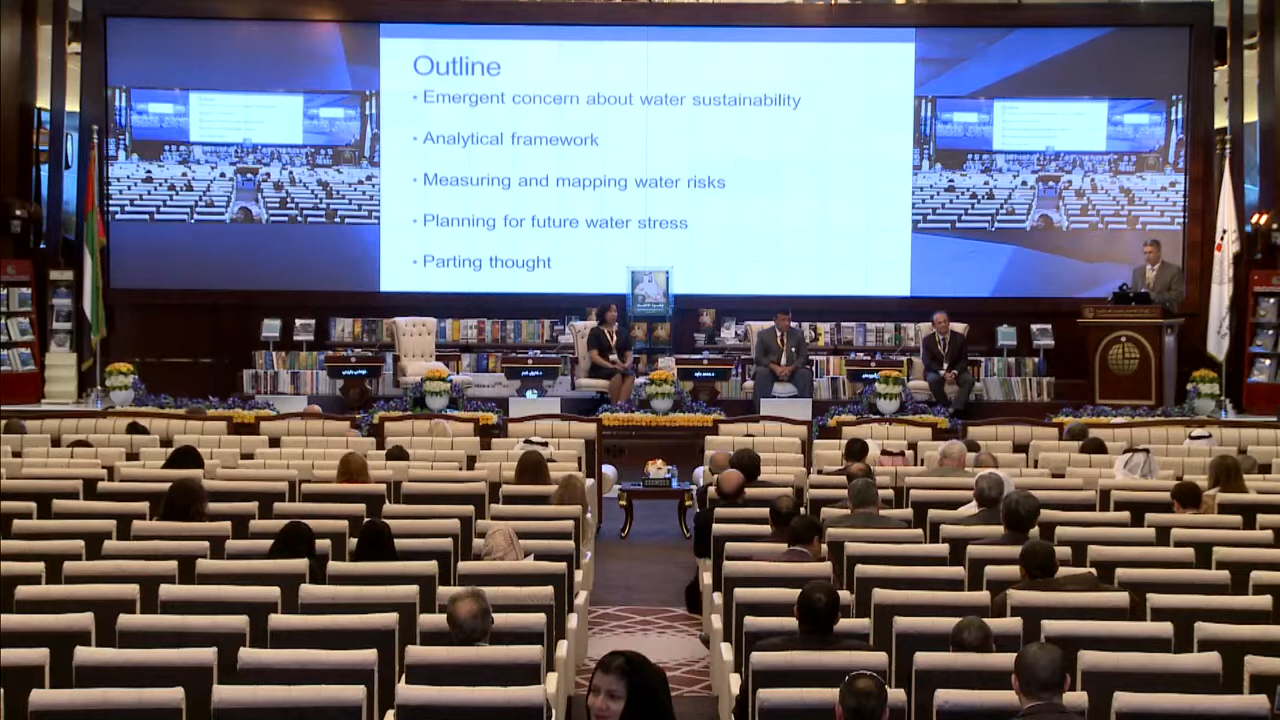 Outline
• Emergent concern about water sustainability
• Analytical framework
• Measuring and mapping water risks
• Planning for future water stress
• Parting thought